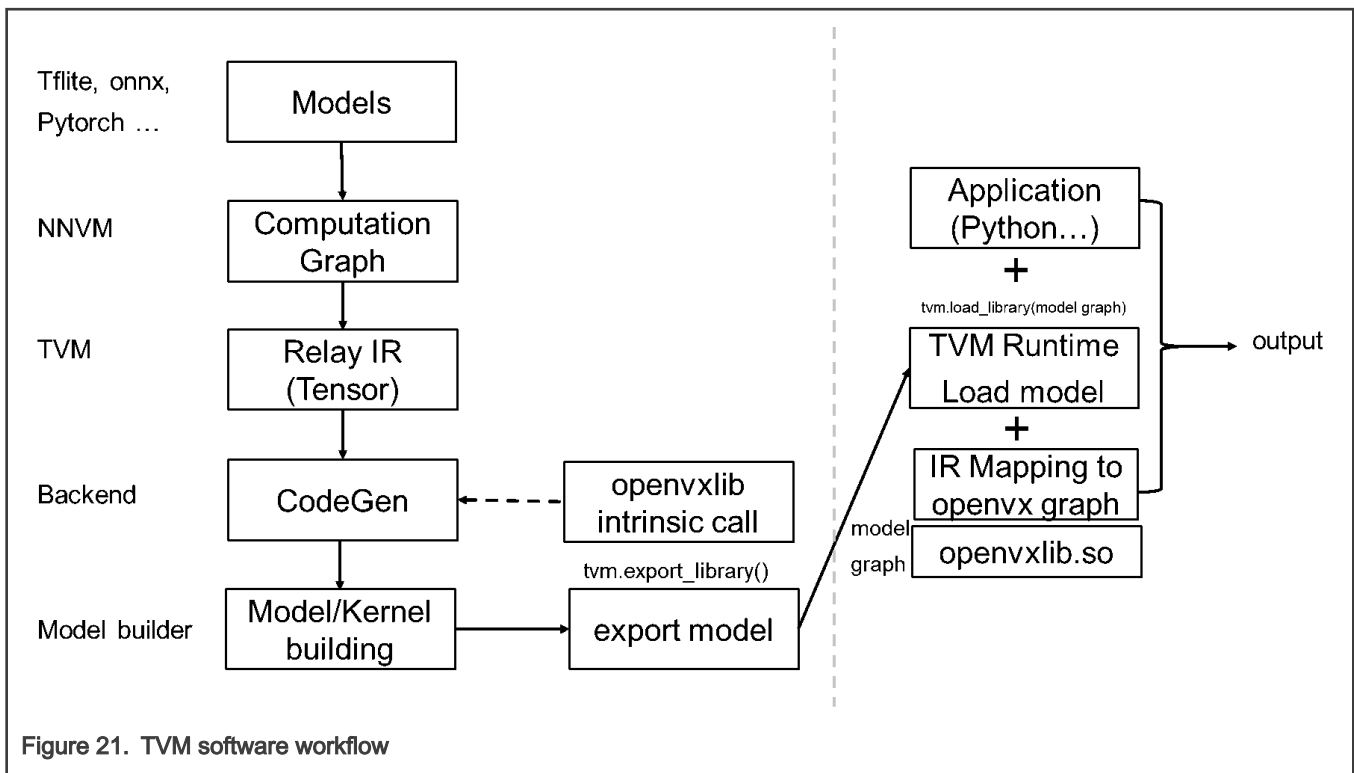 Tflite, onnx,
Pytorch ...
Models
NNVM
Computation
Graph
TVM
Relay IR
(Tensor)
Backend
CodeGen
openvxlib
intrinsic call
tvm.export_library()
Model builder
Model/Kernel
building
export model
Application
(Python...)
+
tvm.load_library(model graph)
TVM Runtime
Load model
+
IR Mapping to
openvx graph
model
graph
openvxlib.so
output
Figure 21. TVM software workflow